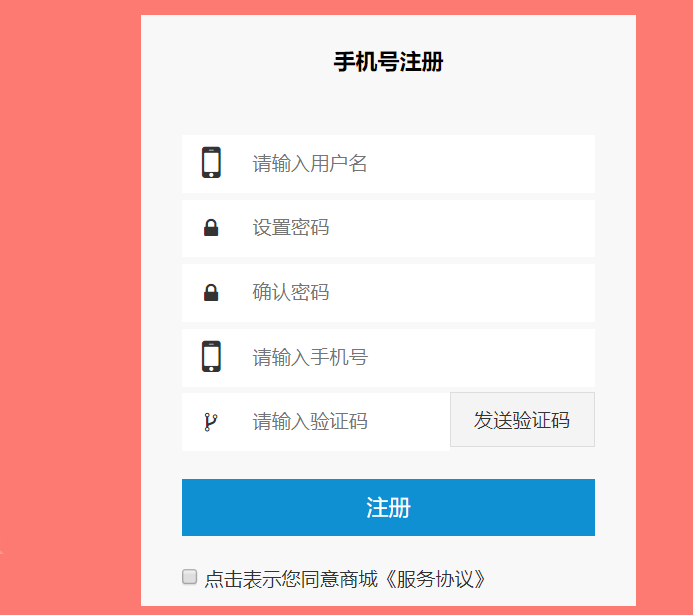 手机号注册
请输入用户名
设置密码
确认密码
请输入手机号
请输入验证码 发送验证码
注册
点击表示您同意商城《服务协议》